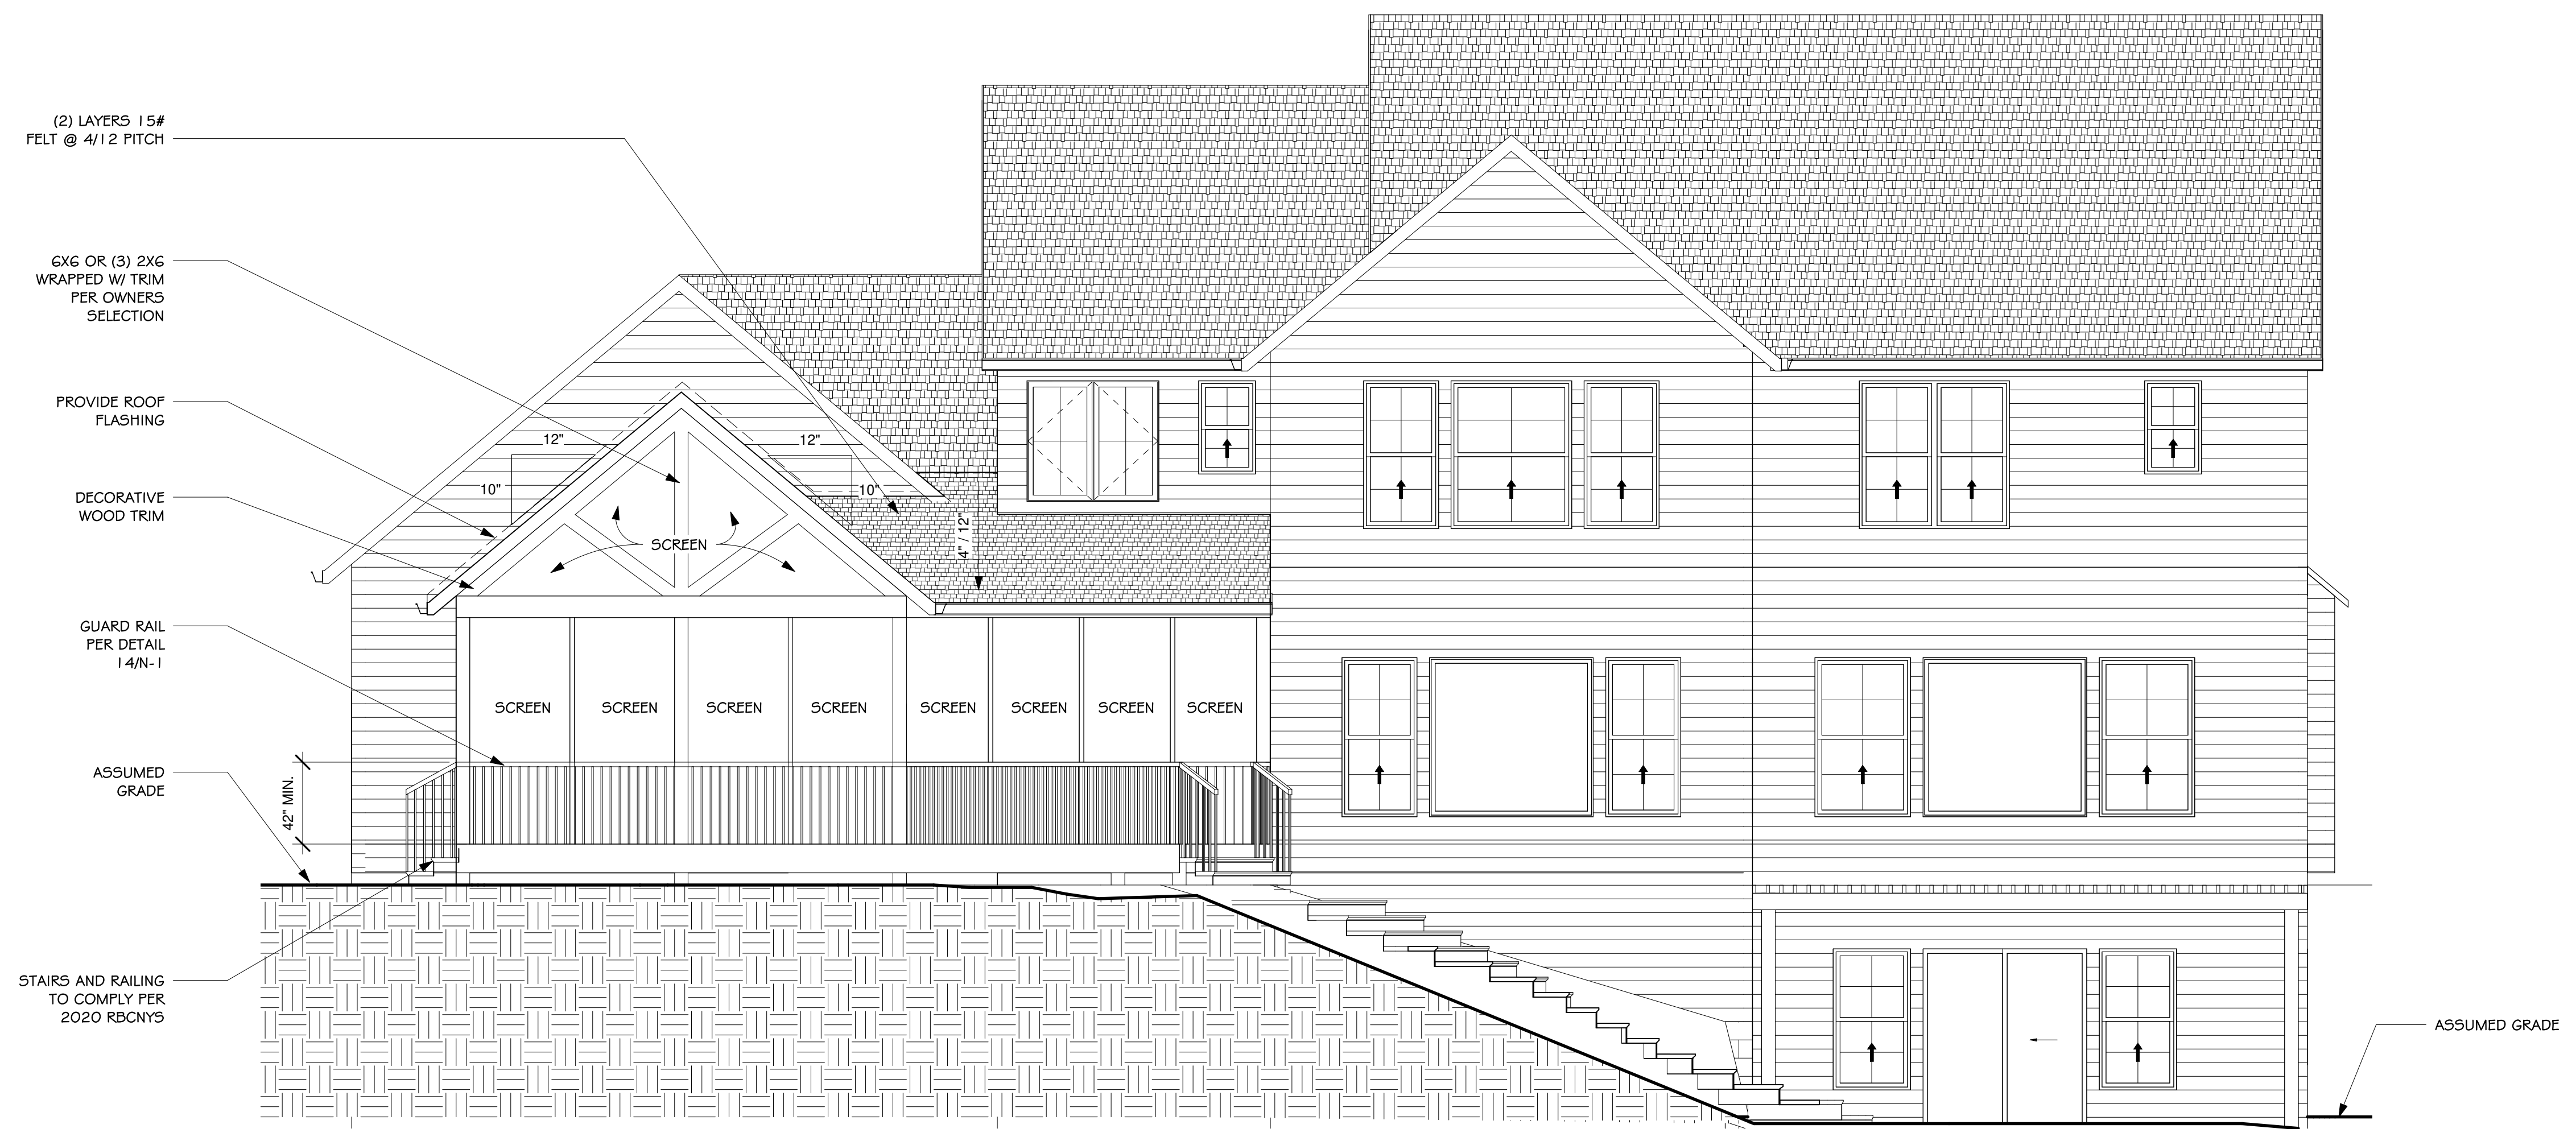 (2) LAYERS 15#
FELT @ 4/12 PITCH
6X6 OR (3) 2X6
WRAPPED W/ TRIM
PER OWNERS
SELECTION
PROVIDE ROOF
FLASHING
DECORATIVE
WOOD TRIM
GUARD RAIL
PER DETAIL
14/N-1
ASSUMED
GRADE
STAIRS AND RAILING
TO COMPLY PER
2020 RBCNYS
12"
10"
12"
10"
4" / 12"
SCREEN
SCREEN
SCREEN
SCREEN
SCREEN
SCREEN
SCREEN
SCREEN
SCREEN
42" MIN.
ASSUMED GRADE